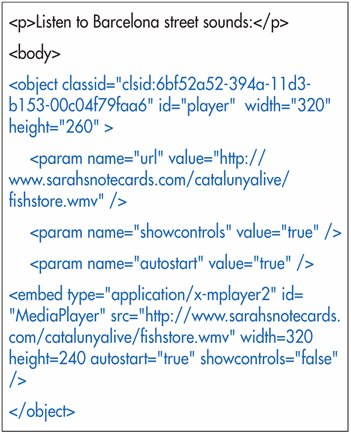 <p>Listen to Barcelona street sounds:</p>
<body>
<object classid="clsid:6bf52a52-394a-11d3-
b153-00c04f79faa6" id="player"  width="320"
height="260" >
<param name="url" value="http://
www.sarahsnotecards.com/catalunyalive/
fishstore.wmv" />
<param name="showcontrols" value="true" />
<param name="autostart" value="true" />
<embed type="application/x-mplayer2" id=
"MediaPlayer" src="http://www.sarahsnotecards.
com/catalunyalive/fishstore.wmv" width=320
height=240 autostart="true" showcontrols="false"
/>
</object>